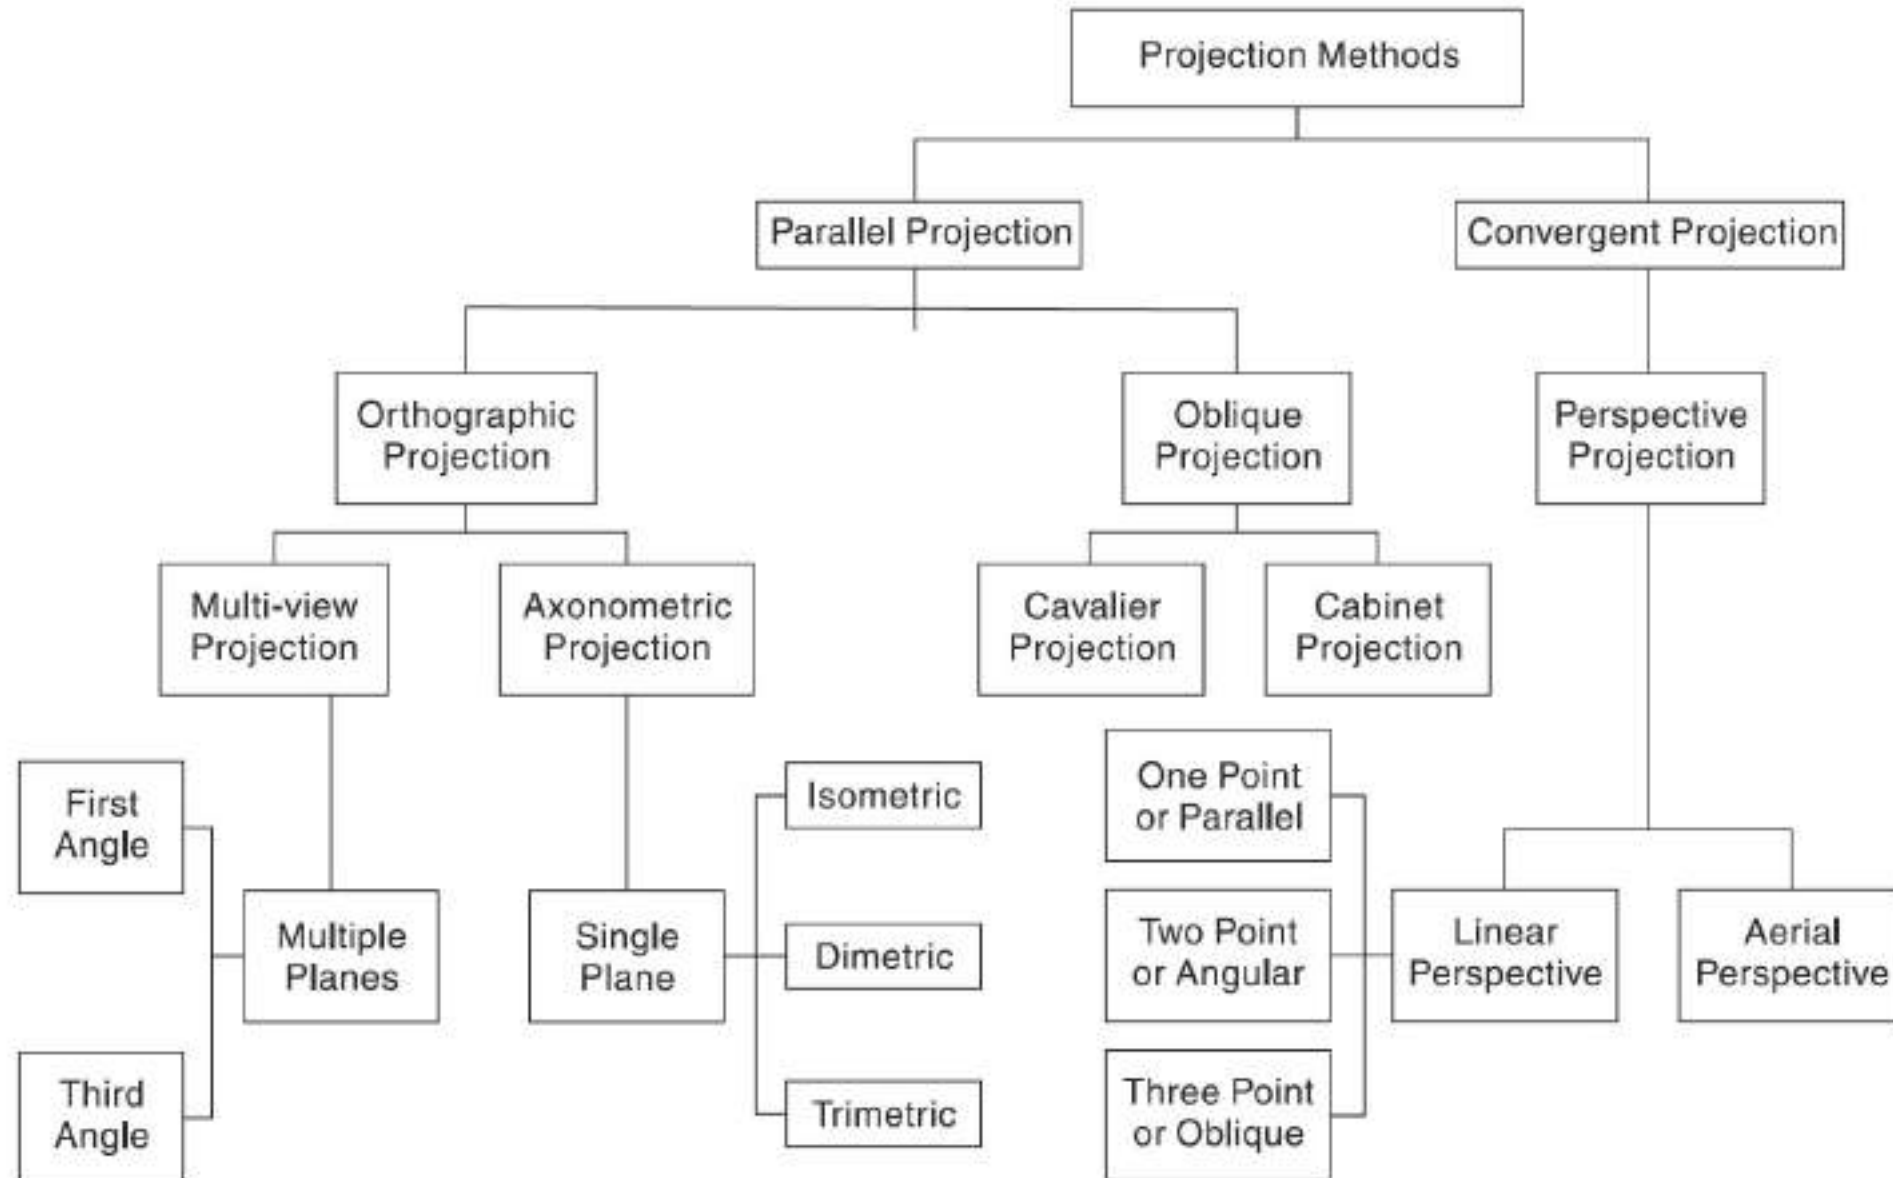 Projection Methods
Parallel Projection
Convergent Projection
Orthographic
Projection
Oblique
Projection
Perspective
Projection
Multi-view
Projection
Axonometric
Projection
Cavalier
Projection
Cabinet
Projection
First
Angle
Third
Angle
Multiple
Planes
Single
Plane
Isometric
Dimetric
Trimetric
One Point
or Parallel
Two Point
or Angular
Three Point
or Oblique
Linear
Perspective
Aerial
Perspective